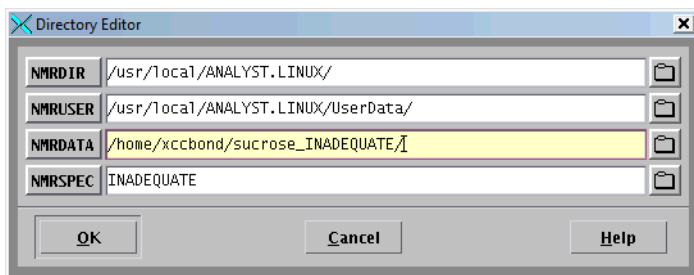 Directory Editor
NMRDIR /usr/local/ANALYST.LINUX/
NMRUSER /usr/local/ANALYST.LINUX/UserData/
NMRDATA /home/xccbond/sucrose_INADEQUATE/
NMRSPEC INADEQUATE
OK Cancel Help